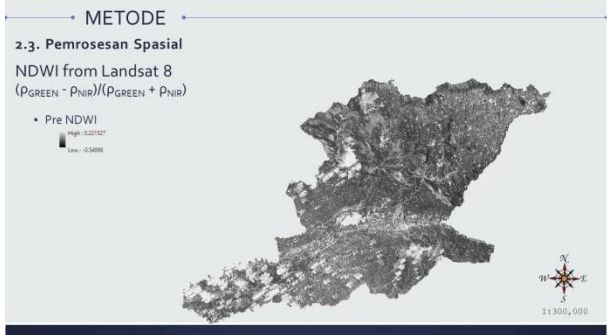 METODE
2.3. Pemrosesan Spasial
NDWI from Landsat 8
(ρGREEN - ρNIR)/(ρGREEN + ρNIR)
• Pre NDWI
High : 0,221527
Low : -0,54898
N
W E
S
1:300,000